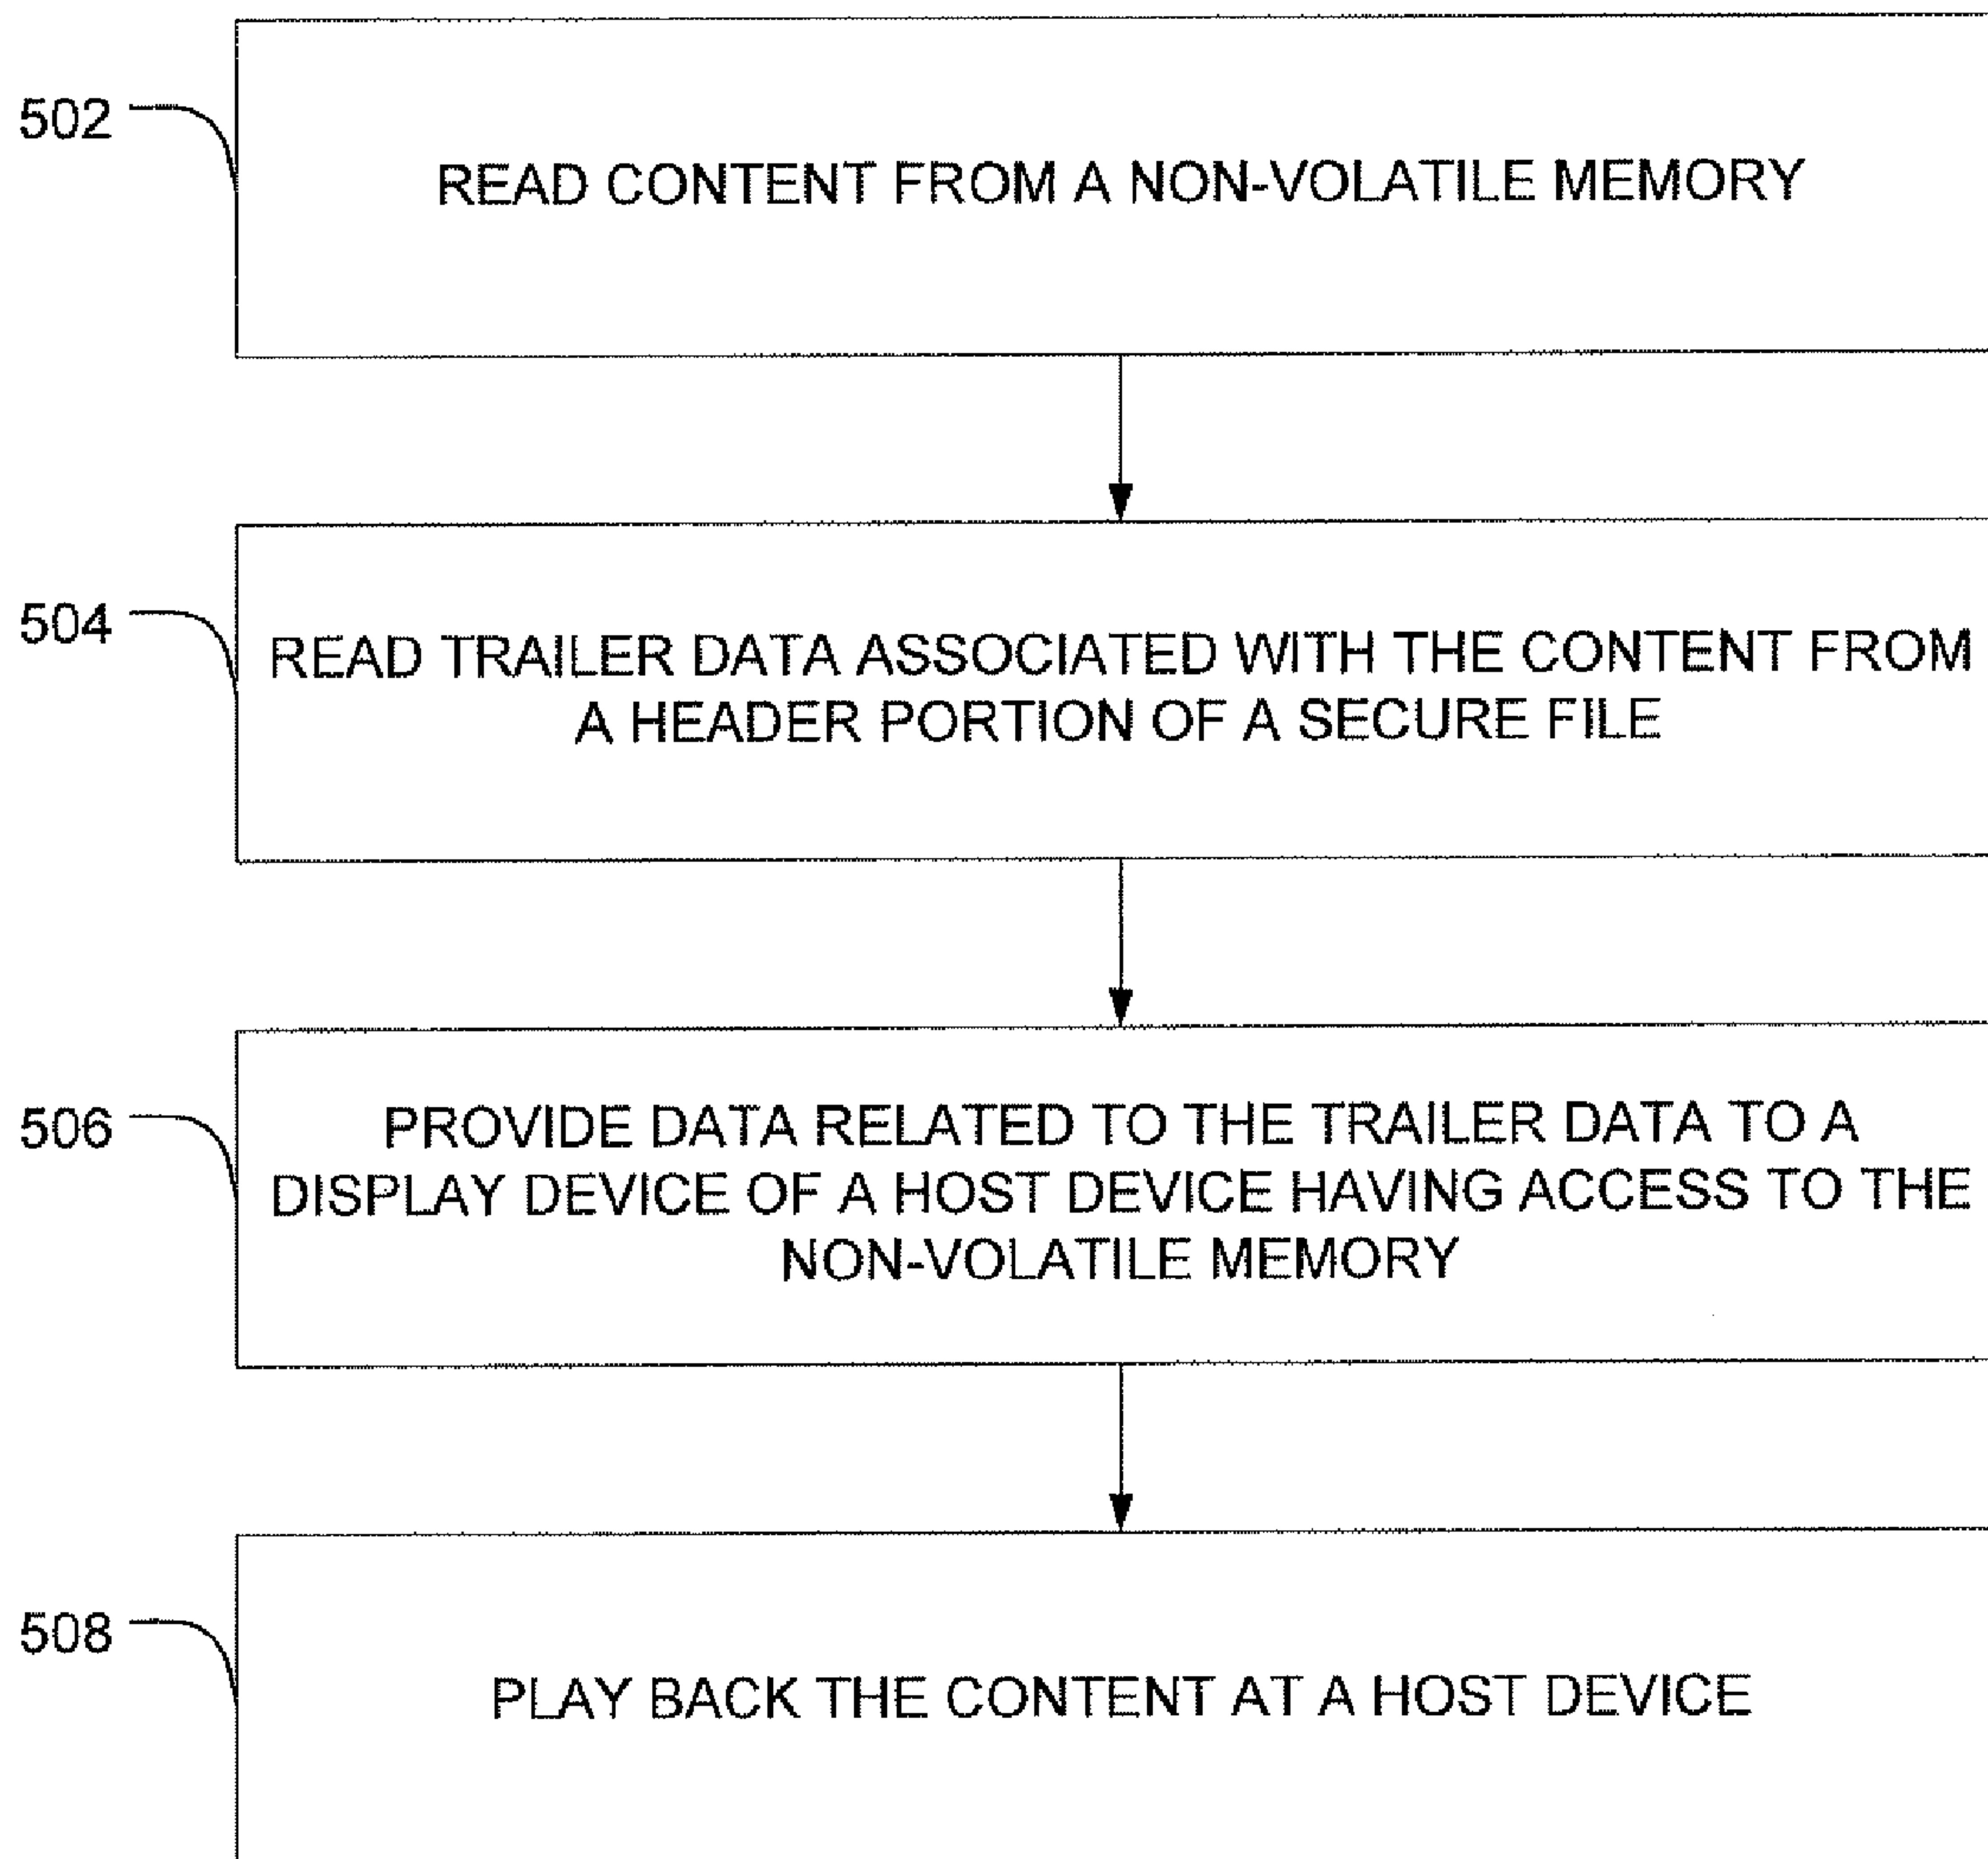 502
READ CONTENT FROM A NON-VOLATILE MEMORY
504
READ TRAILER DATA ASSOCIATED WITH THE CONTENT FROM
A HEADER PORTION OF A SECURE FILE
506
PROVIDE DATA RELATED TO THE TRAILER DATA TO A
DISPLAY DEVICE OF A HOST DEVICE HAVING ACCESS TO THE
NON-VOLATILE MEMORY
508
PLAY BACK THE CONTENT AT A HOST DEVICE